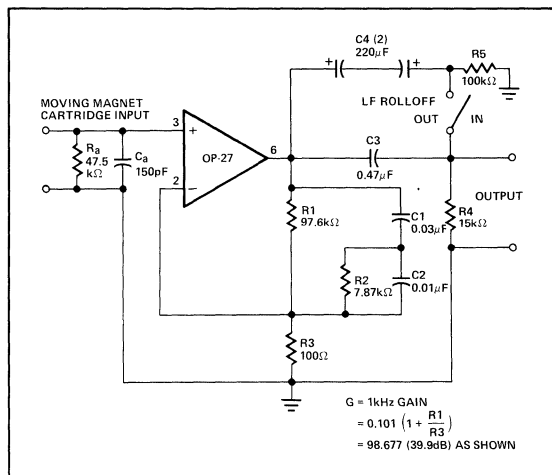 C4 (2)
220μF
+
+
R5
100kΩ
MOVING MAGNET
CARTRIDGE INPUT
LF ROLLOFF
OUT
IN
3
+
OP-27
6
2
−
Ra
47.5
kΩ
Ca
150pF
C3
0.47μF
OUTPUT
R1
97.6kΩ
C1
0.03μF
R4
15kΩ
R2
7.87kΩ
C2
0.01μF
R3
100Ω
G = 1kHz GAIN
= 0.101 (1 + R1/R3)
= 98.677 (39.9dB) AS SHOWN